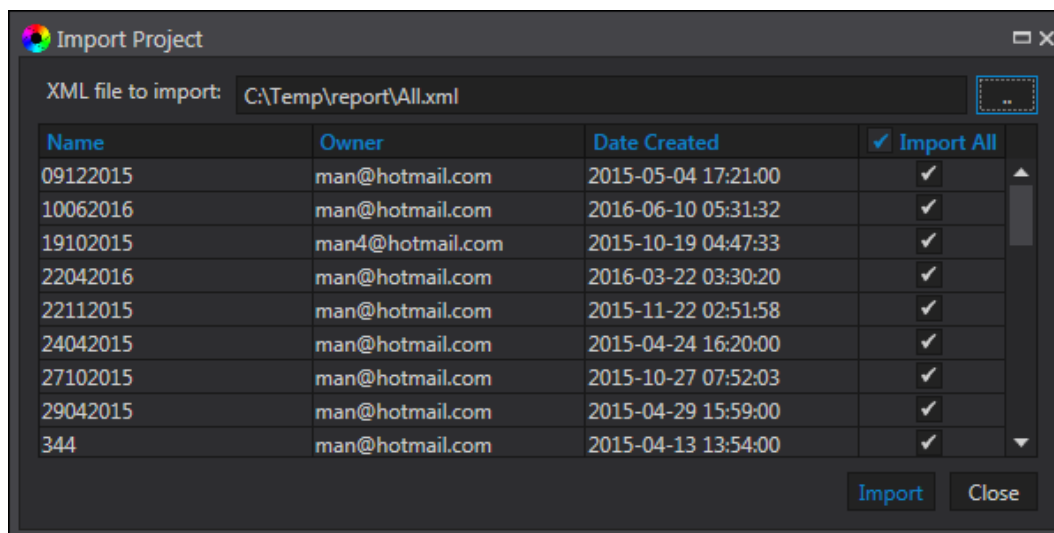 Import Project
XML file to import: C:\Temp\report\All.xml ..
Name Owner Date Created Import All
09122015 man@hotmail.com 2015-05-04 17:21:00
10062016 man@hotmail.com 2016-06-10 05:31:32
19102015 man4@hotmail.com 2015-10-19 04:47:33
22042016 man@hotmail.com 2016-03-22 03:30:20
22112015 man@hotmail.com 2015-11-22 02:51:58
24042015 man@hotmail.com 2015-04-24 16:20:00
27102015 man@hotmail.com 2015-10-27 07:52:03
29042015 man@hotmail.com 2015-04-29 15:59:00
344 man@hotmail.com 2015-04-13 13:54:00
Import Close